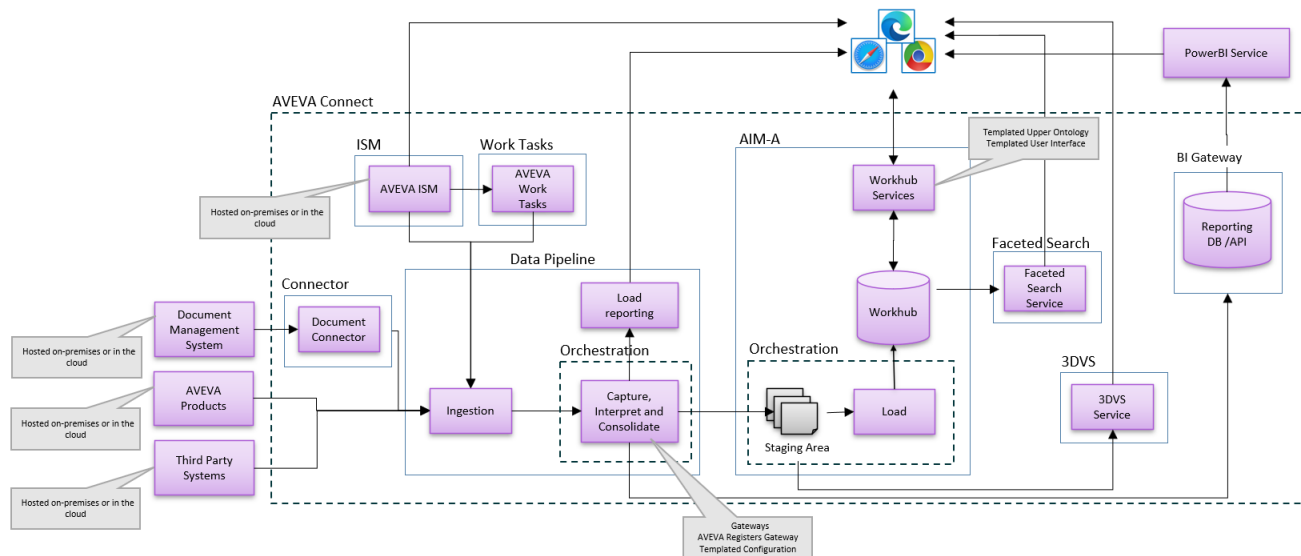 PowerBI Service
AVEVA Connect
ISM
Work Tasks
AIM-A
Templated Upper Ontology
Templated User Interface
BI Gateway
AVEVA ISM
AVEVA
Work
Tasks
Workhub
Services
Hosted on-premises or in the
cloud
Reporting
DB /API
Faceted Search
Data Pipeline
Connector
Load
reporting
Faceted
Search
Service
Workhub
Document
Management
System
Document
Connector
Hosted on-premises or in the
cloud
Orchestration
Orchestration
3DVS
AVEVA
Products
Ingestion
Capture,
Interpret and
Consolidate
Load
3DVS
Service
Hosted on-premises or in the
cloud
Staging Area
Third Party
Systems
Hosted on-premises or in the
cloud
Gateways
AVEVA Registers Gateway
Templated Configuration